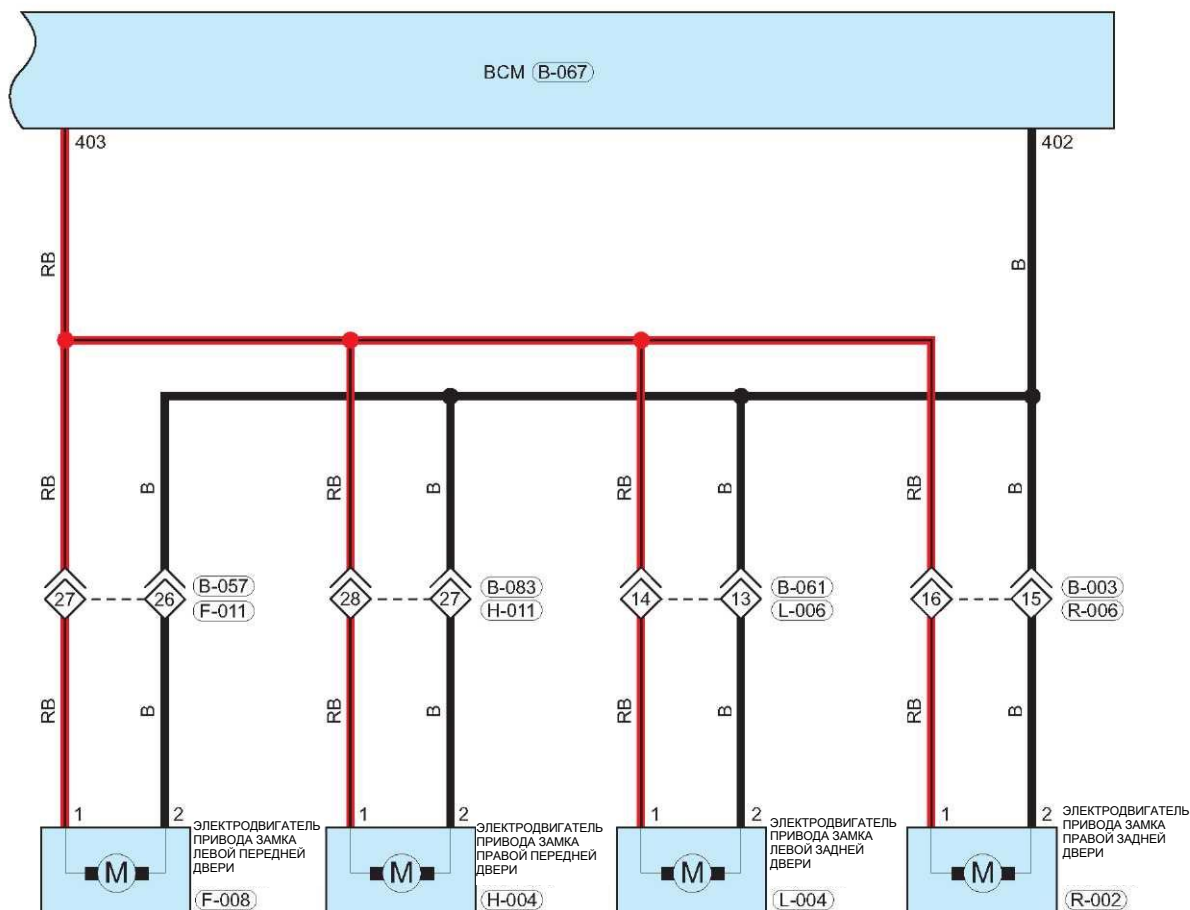 BCM B-067
403
402
RB
B
RB
B
RB
B
RB
B
RB
B
27
26
B-057
F-011
28
27
B-083
H-011
14
13
B-061
L-006
16
15
B-003
R-006
RB
B
RB
B
RB
B
RB
B
1
2
ЭЛЕКТРОДВИГАТЕЛЬ
ПРИВОДА ЗАМКА
ЛЕВОЙ ПЕРЕДНЕЙ
ДВЕРИ
M
F-008
1
2
ЭЛЕКТРОДВИГАТЕЛЬ
ПРИВОДА ЗАМКА
ПРАВОЙ ПЕРЕДНЕЙ
ДВЕРИ
M
H-004
1
2
ЭЛЕКТРОДВИГАТЕЛЬ
ПРИВОДА ЗАМКА
ЛЕВОЙ ЗАДНЕЙ
ДВЕРИ
M
L-004
1
2
ЭЛЕКТРОДВИГАТЕЛЬ
ПРИВОДА ЗАМКА
ПРАВОЙ ЗАДНЕЙ
ДВЕРИ
M
R-002